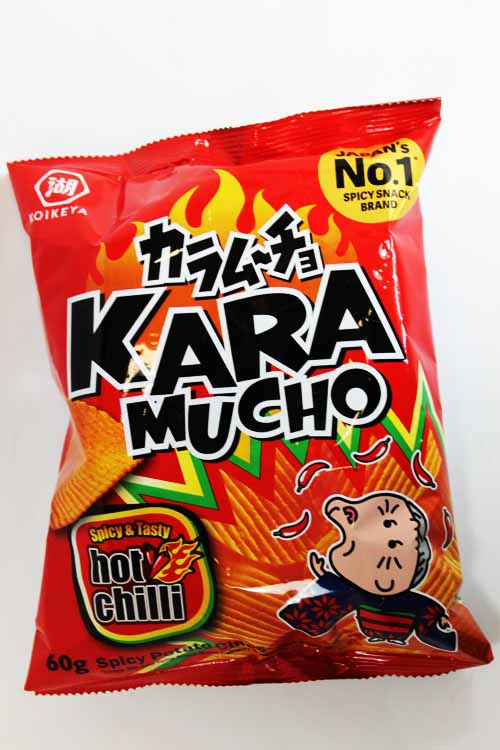 湖
KOIKEYA
JAPAN'S
No.1*
SPICY SNACK
BRAND
カラムーチョ
KARA
MUCHO
Spicy & Tasty
hot
chilli
60g Spicy Potato